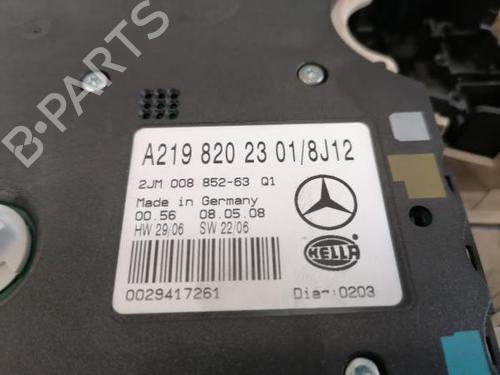 B-PARTS
A219 820 23 01/8J12
2JM 008 852-63 Q1
Made in Germany
00.56 08.05.08
HW 29/06 SW 22/06
HELLA
0029417261 Diag:0203